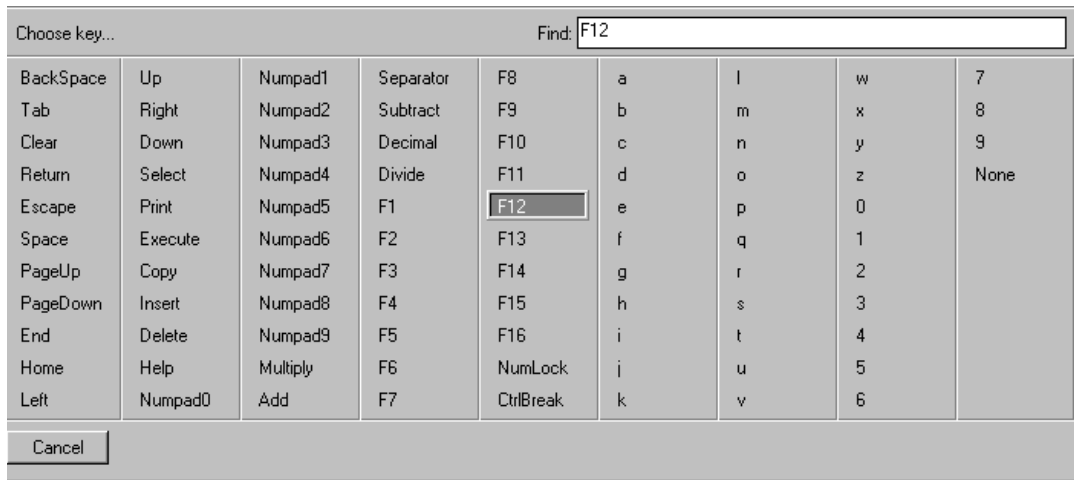 Choose key... Find: F12
BackSpace Up Numpad1 Separator F8 a l w 7
Tab Right Numpad2 Subtract F9 b m x 8
Clear Down Numpad3 Decimal F10 c n y 9
Return Select Numpad4 Divide F11 d o z None
Escape Print Numpad5 F1 F12 e p 0
Space Execute Numpad6 F2 F13 f q 1
PageUp Copy Numpad7 F3 F14 g r 2
PageDown Insert Numpad8 F4 F15 h s 3
End Delete Numpad9 F5 F16 i t 4
Home Help Multiply F6 NumLock j u 5
Left Numpad0 Add F7 CtrlBreak k v 6
Cancel